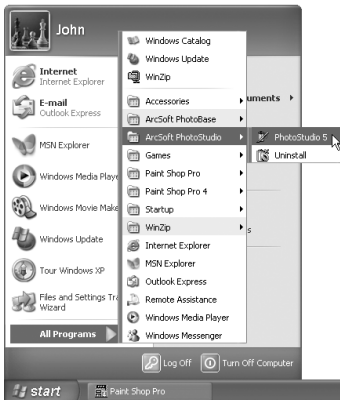 John
Internet
Internet Explorer
E-mail
Outlook Express
MSN Explorer
Windows Media Playe
Windows Movie Make
Windows Update
Tour Windows XP
Files and Settings Tra
Wizard
All Programs
Windows Catalog
Windows Update
WinZip
Accessories
ArcSoft PhotoBase
ArcSoft PhotoStudio
Games
Paint Shop Pro
Paint Shop Pro 4
Startup
WinZip
Internet Explorer
MSN Explorer
Outlook Express
Remote Assistance
Windows Media Player
Windows Messenger
uments
s
PhotoStudio 5
Uninstall
Log Off
Turn Off Computer
start
Paint Shop Pro